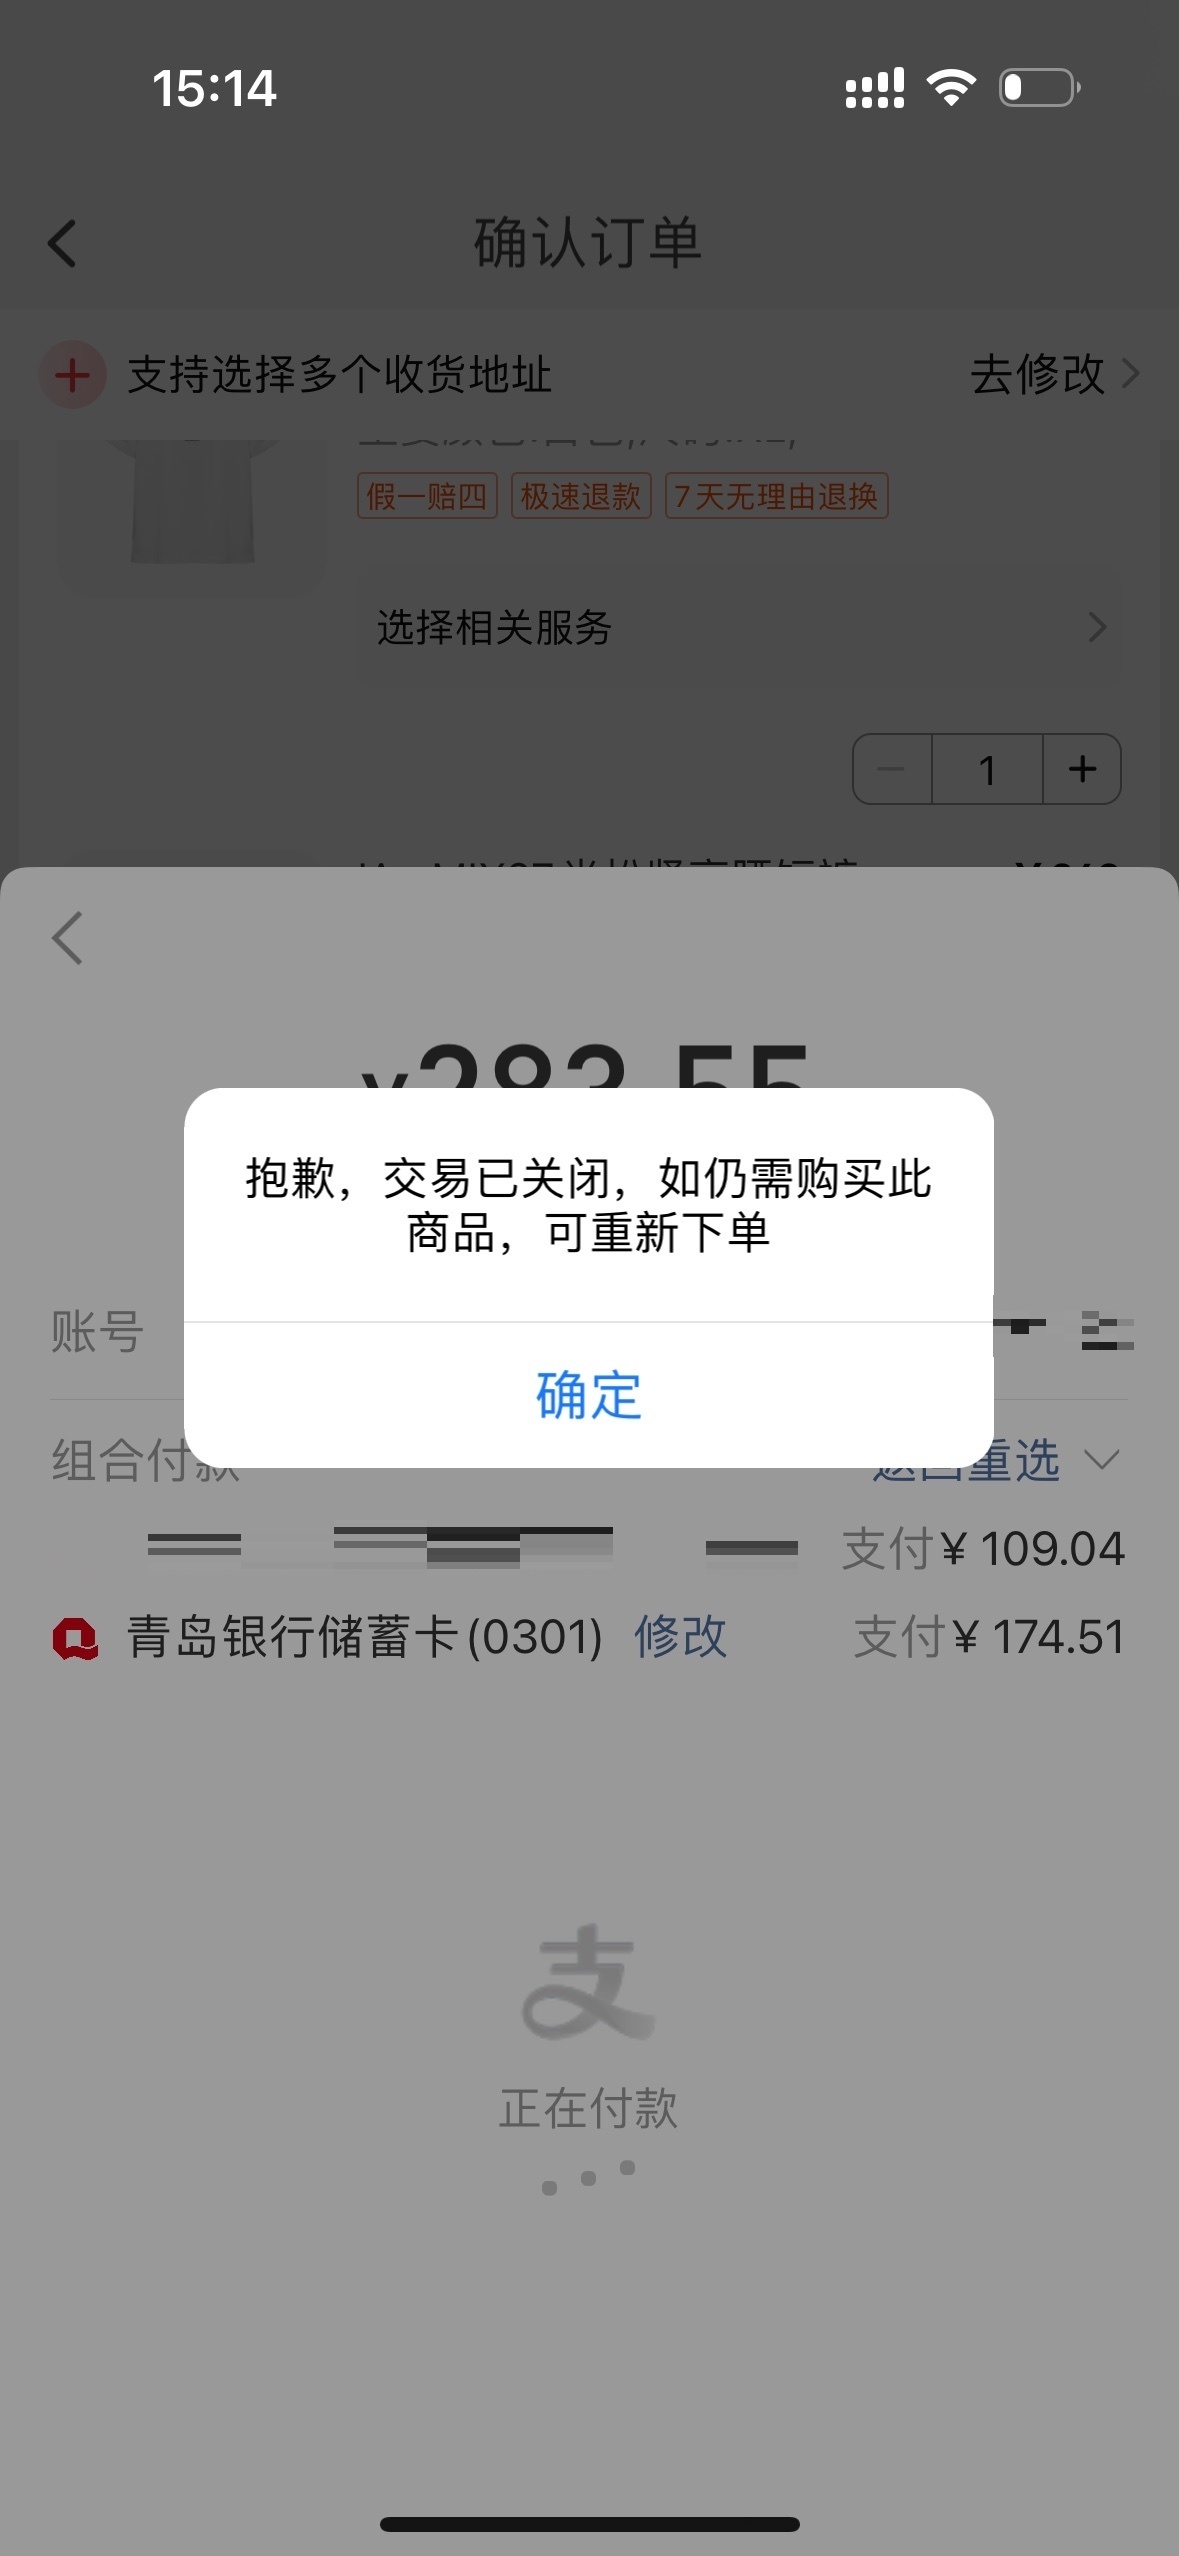 15:14
确认订单
支持选择多个收货地址 去修改
假一赔四 极速退款 7天无理由退换
选择相关服务
1
283.55
抱歉，交易已关闭，如仍需购买此
商品，可重新下单
确定
账号
组合付款 返回重选
支付¥ 109.04
青岛银行储蓄卡(0301) 修改 支付¥ 174.51
支
正在付款